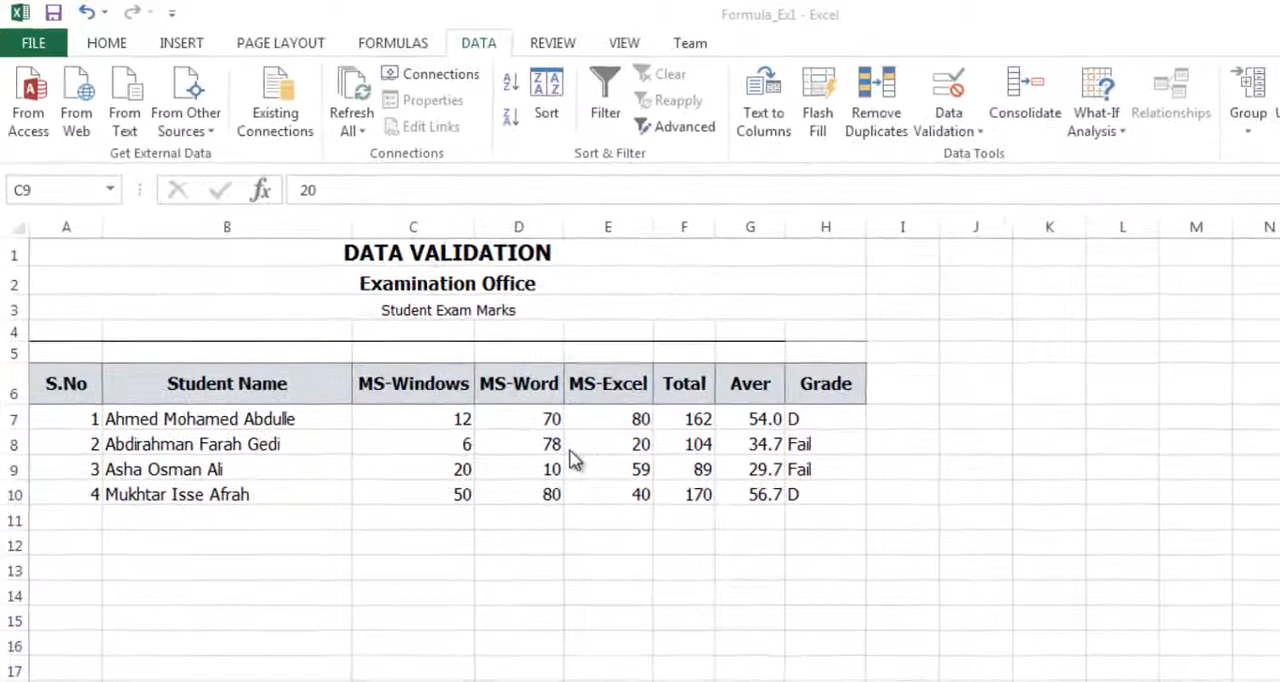 Formula_Ex1 - Excel
FILE HOME INSERT PAGE LAYOUT FORMULAS DATA REVIEW VIEW Team
From Access
From Web
From Text
From Other Sources
Existing Connections
Get External Data
Refresh All
Connections
Properties
Edit Links
Connections
Sort
Filter
Clear
Reapply
Advanced
Sort & Filter
Text to Columns
Flash Fill
Remove Duplicates
Data Validation
Consolidate
What-If Analysis
Relationships
Data Tools
Group
C9 fx 20
A B C D E F G H I J K L M N
1 DATA VALIDATION
2 Examination Office
3 Student Exam Marks
4
5
6 S.No Student Name MS-Windows MS-Word MS-Excel Total Aver Grade
7 1 Ahmed Mohamed Abdulle 12 70 80 162 54.0 D
8 2 Abdirahman Farah Gedi 6 78 20 104 34.7 Fail
9 3 Asha Osman Ali 20 10 59 89 29.7 Fail
10 4 Mukhtar Isse Afrah 50 80 40 170 56.7 D
11
12
13
14
15
16
17